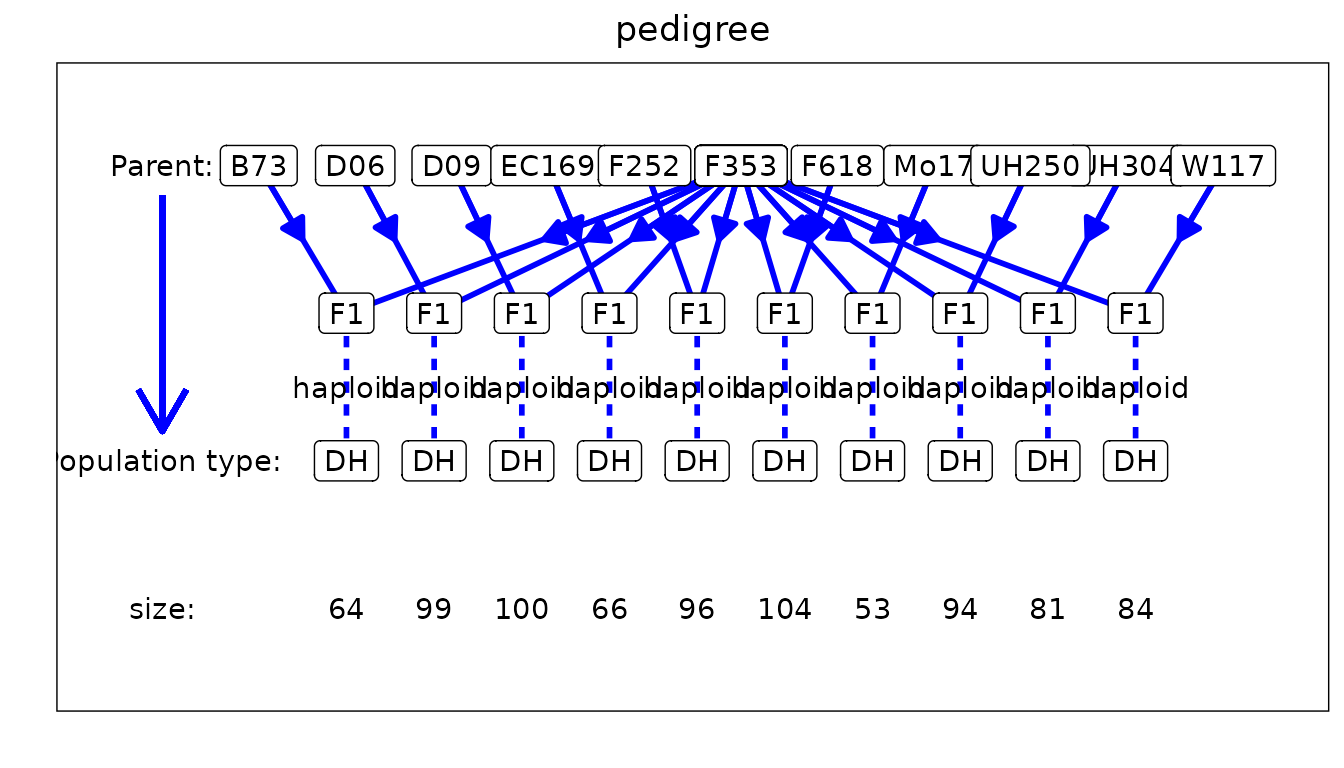 pedigree
Parent: B73 D06 D09 EC169 F252 F353 F618 Mo17 UH250 JH304 W117
F1 F1 F1 F1 F1 F1 F1 F1 F1 F1
haploid haploid haploid haploid haploid haploid haploid haploid haploid haploid
opulation type: DH DH DH DH DH DH DH DH DH DH
size: 64 99 100 66 96 104 53 94 81 84